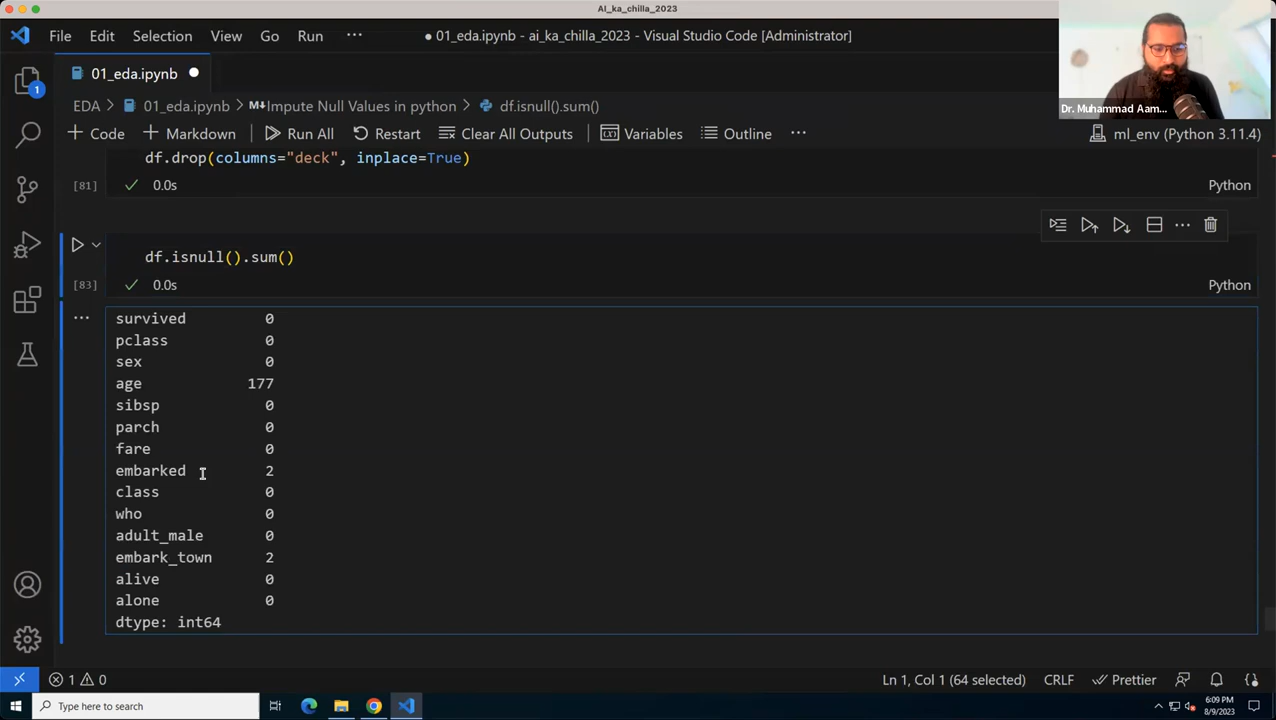 AI_ka_chilla_2023
File Edit Selection View Go Run ··· ● 01_eda.ipynb - ai_ka_chilla_2023 - Visual Studio Code [Administrator]
Dr. Muhammad Aam...
1
01_eda.ipynb ●
EDA > 01_eda.ipynb > M↓Impute Null Values in python > df.isnull().sum()
+ Code + Markdown Run All Restart Clear All Outputs (x) Variables Outline ··· ml_env (Python 3.11.4)
df.drop(columns="deck", inplace=True)
[81] ✓ 0.0s Python
df.isnull().sum()
[83] ✓ 0.0s Python
··· survived 0
pclass 0
sex 0
age 177
sibsp 0
parch 0
fare 0
embarked 2
class 0
who 0
adult_male 0
embark_town 2
alive 0
alone 0
dtype: int64
1 0 Ln 1, Col 1 (64 selected) CRLF Prettier
Type here to search
6:09 PM
8/9/2023